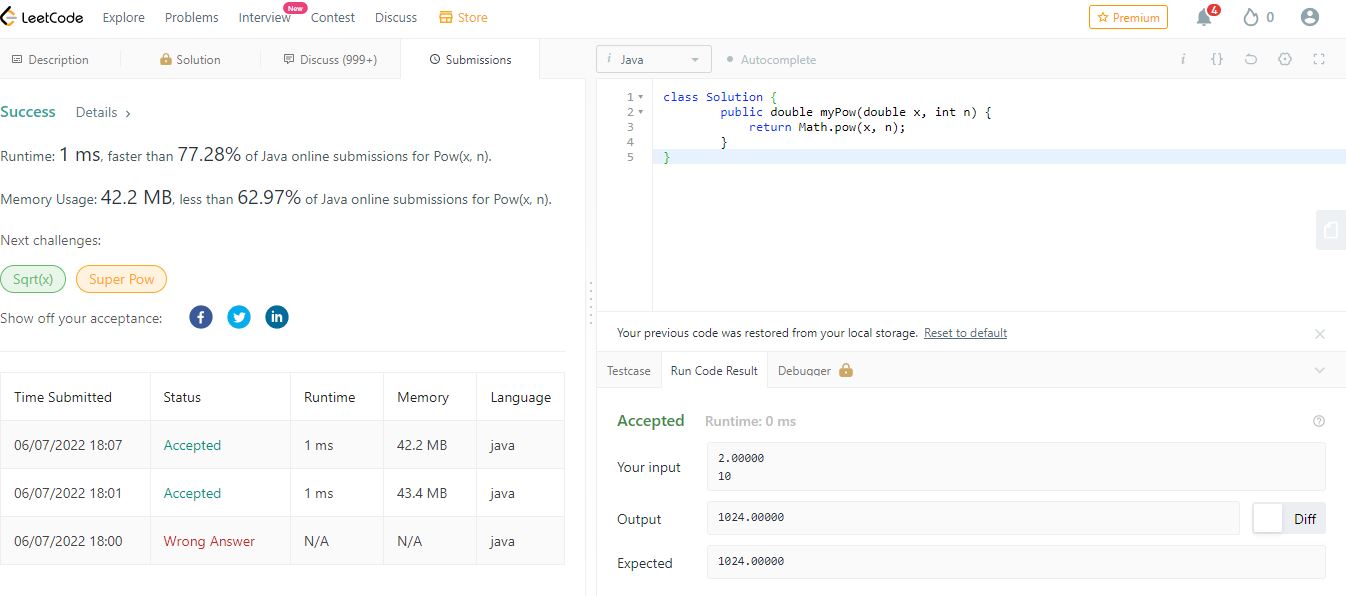 LeetCode Explore Problems Interview New Contest Discuss Store Premium 4 0
Description Solution Discuss (999+) Submissions
i Java Autocomplete i {}
Success Details >
Runtime: 1 ms, faster than 77.28% of Java online submissions for Pow(x, n).
Memory Usage: 42.2 MB, less than 62.97% of Java online submissions for Pow(x, n).
Next challenges:
Sqrt(x) Super Pow
Show off your acceptance:
Time Submitted Status Runtime Memory Language
06/07/2022 18:07 Accepted 1 ms 42.2 MB java
06/07/2022 18:01 Accepted 1 ms 43.4 MB java
06/07/2022 18:00 Wrong Answer N/A N/A java
1 class Solution {
2 public double myPow(double x, int n) {
3 return Math.pow(x, n);
4 }
5 }
Your previous code was restored from your local storage. Reset to default
Testcase Run Code Result Debugger
Accepted Runtime: 0 ms
Your input
2.00000
10
Output 1024.00000 Diff
Expected 1024.00000